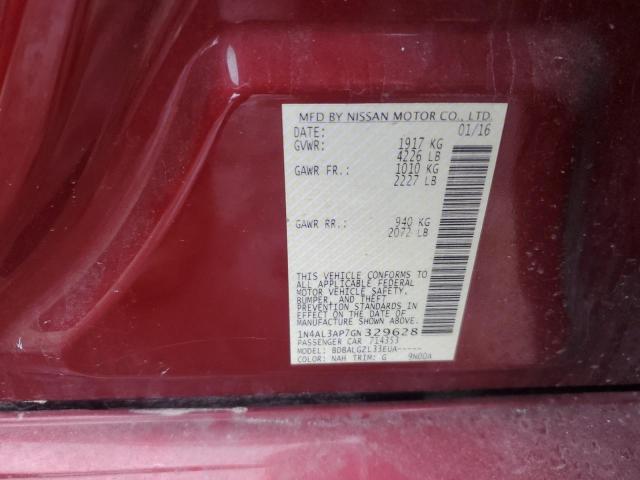 MFD BY NISSAN MOTOR CO., LTD.
DATE: 01/16
GVWR: 1917 KG
4226 LB
GAWR FR.: 1010 KG
2227 LB
GAWR RR.: 940 KG
2072 LB
THIS VEHICLE CONFORMS TO
ALL APPLICABLE FEDERAL
MOTOR VEHICLE SAFETY,
BUMPER, AND THEFT
PREVENTION STANDARDS IN
EFFECT ON THE DATE OF
MANUFACTURE SHOWN ABOVE.
1N4AL3AP7GN329628
PASSENGER CAR 714353
MODEL: BDBALGZL33EUA-----
COLOR: NAH TRIM: G 9N00A